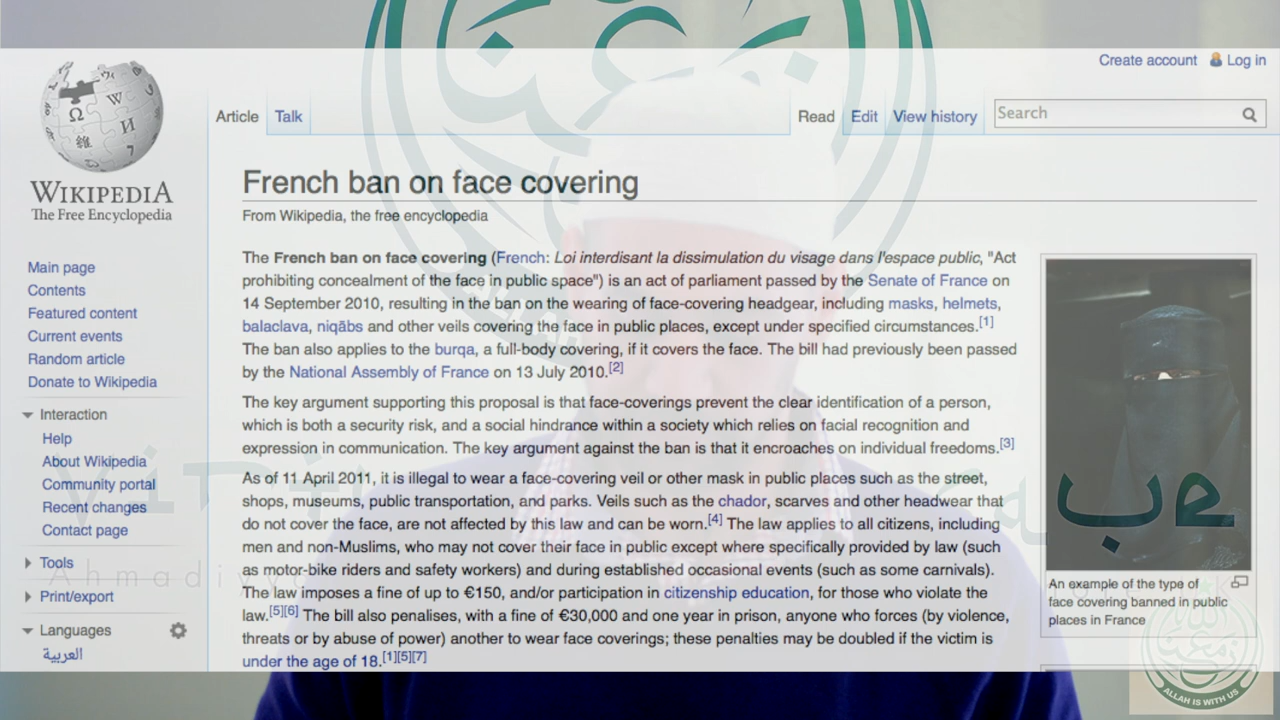 Create account Log in
Article Talk Read Edit View history Search
WIKIPEDIA
The Free Encyclopedia
Main page
Contents
Featured content
Current events
Random article
Donate to Wikipedia
Interaction
Help
About Wikipedia
Community portal
Recent changes
Contact page
Tools
Print/export
Languages
العربية
French ban on face covering
From Wikipedia, the free encyclopedia
The French ban on face covering (French: Loi interdisant la dissimulation du visage dans l'espace public, "Act
prohibiting concealment of the face in public space") is an act of parliament passed by the Senate of France on
14 September 2010, resulting in the ban on the wearing of face-covering headgear, including masks, helmets,
balaclava, niqābs and other veils covering the face in public places, except under specified circumstances.[1]
The ban also applies to the burqa, a full-body covering, if it covers the face. The bill had previously been passed
by the National Assembly of France on 13 July 2010.[2]
The key argument supporting this proposal is that face-coverings prevent the clear identification of a person,
which is both a security risk, and a social hindrance within a society which relies on facial recognition and
expression in communication. The key argument against the ban is that it encroaches on individual freedoms.[3]
As of 11 April 2011, it is illegal to wear a face-covering veil or other mask in public places such as the street,
shops, museums, public transportation, and parks. Veils such as the chador, scarves and other headwear that
do not cover the face, are not affected by this law and can be worn.[4] The law applies to all citizens, including
men and non-Muslims, who may not cover their face in public except where specifically provided by law (such
as motor-bike riders and safety workers) and during established occasional events (such as some carnivals).
The law imposes a fine of up to €150, and/or participation in citizenship education, for those who violate the
law.[5][6] The bill also penalises, with a fine of €30,000 and one year in prison, anyone who forces (by violence,
threats or by abuse of power) another to wear face coverings; these penalties may be doubled if the victim is
under the age of 18.[1][5][7]
An example of the type of
face covering banned in public
places in France
Ahmadiyya
ALLAH IS WITH US